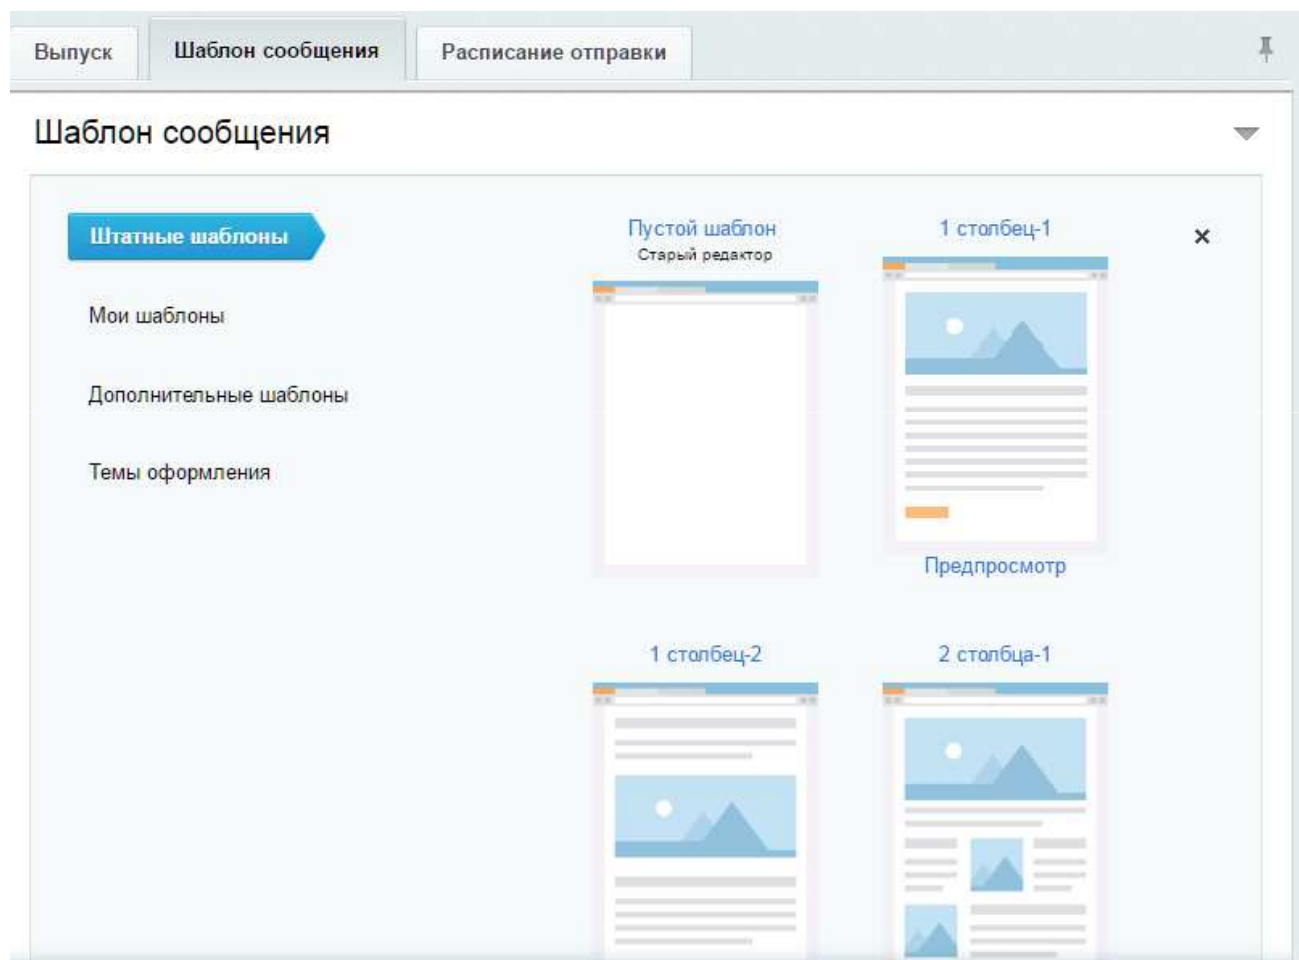 Выпуск
Шаблон сообщения
Расписание отправки
Шаблон сообщения
Штатные шаблоны
Мои шаблоны
Дополнительные шаблоны
Темы оформления
Пустой шаблон
Старый редактор
1 столбец-1
Предпросмотр
1 столбец-2
2 столбца-1